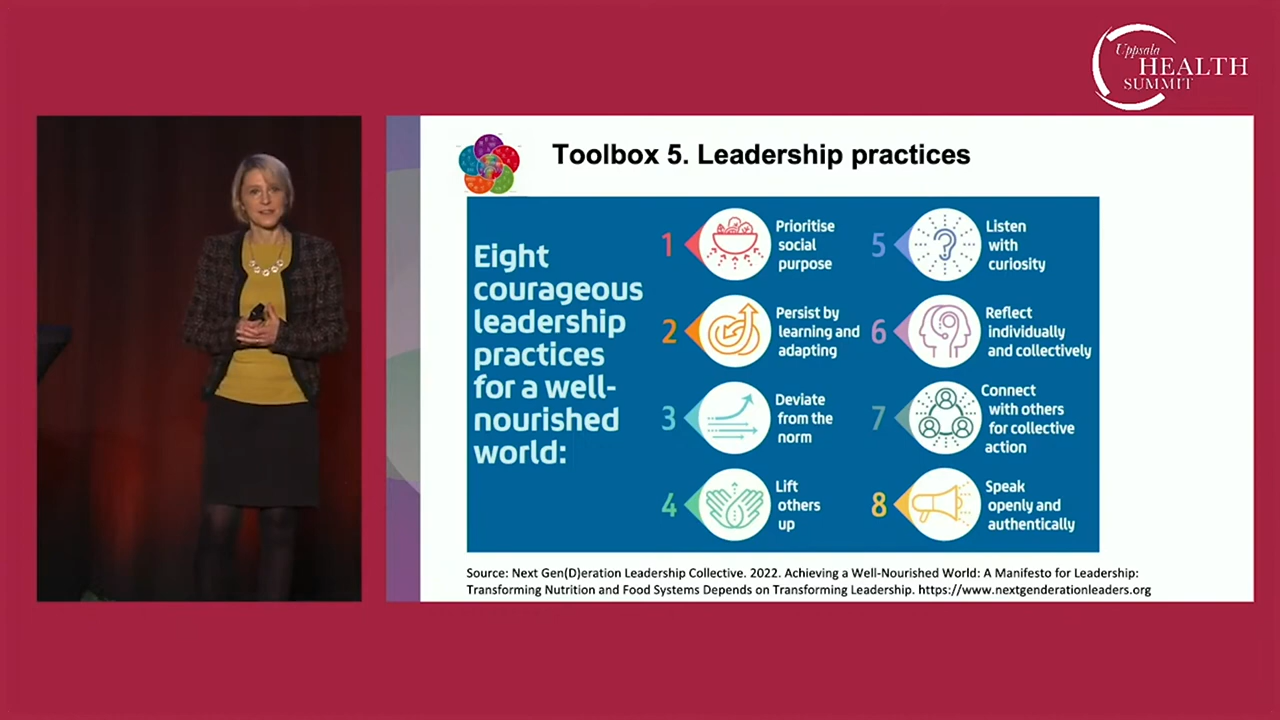 Uppsala
HEALTH
SUMMIT
Toolbox 5. Leadership practices
Eight
courageous
leadership
practices
for a well-
nourished
world:
1
Prioritise
social
purpose
2
Persist by
learning and
adapting
3
Deviate
from the
norm
4
Lift
others
up
5
Listen
with
curiosity
6
Reflect
individually
and collectively
7
Connect
with others
for collective
action
8
Speak
openly and
authentically
Source: Next Gen(D)eration Leadership Collective. 2022. Achieving a Well-Nourished World: A Manifesto for Leadership:
Transforming Nutrition and Food Systems Depends on Transforming Leadership. https://www.nextgenderationleaders.org